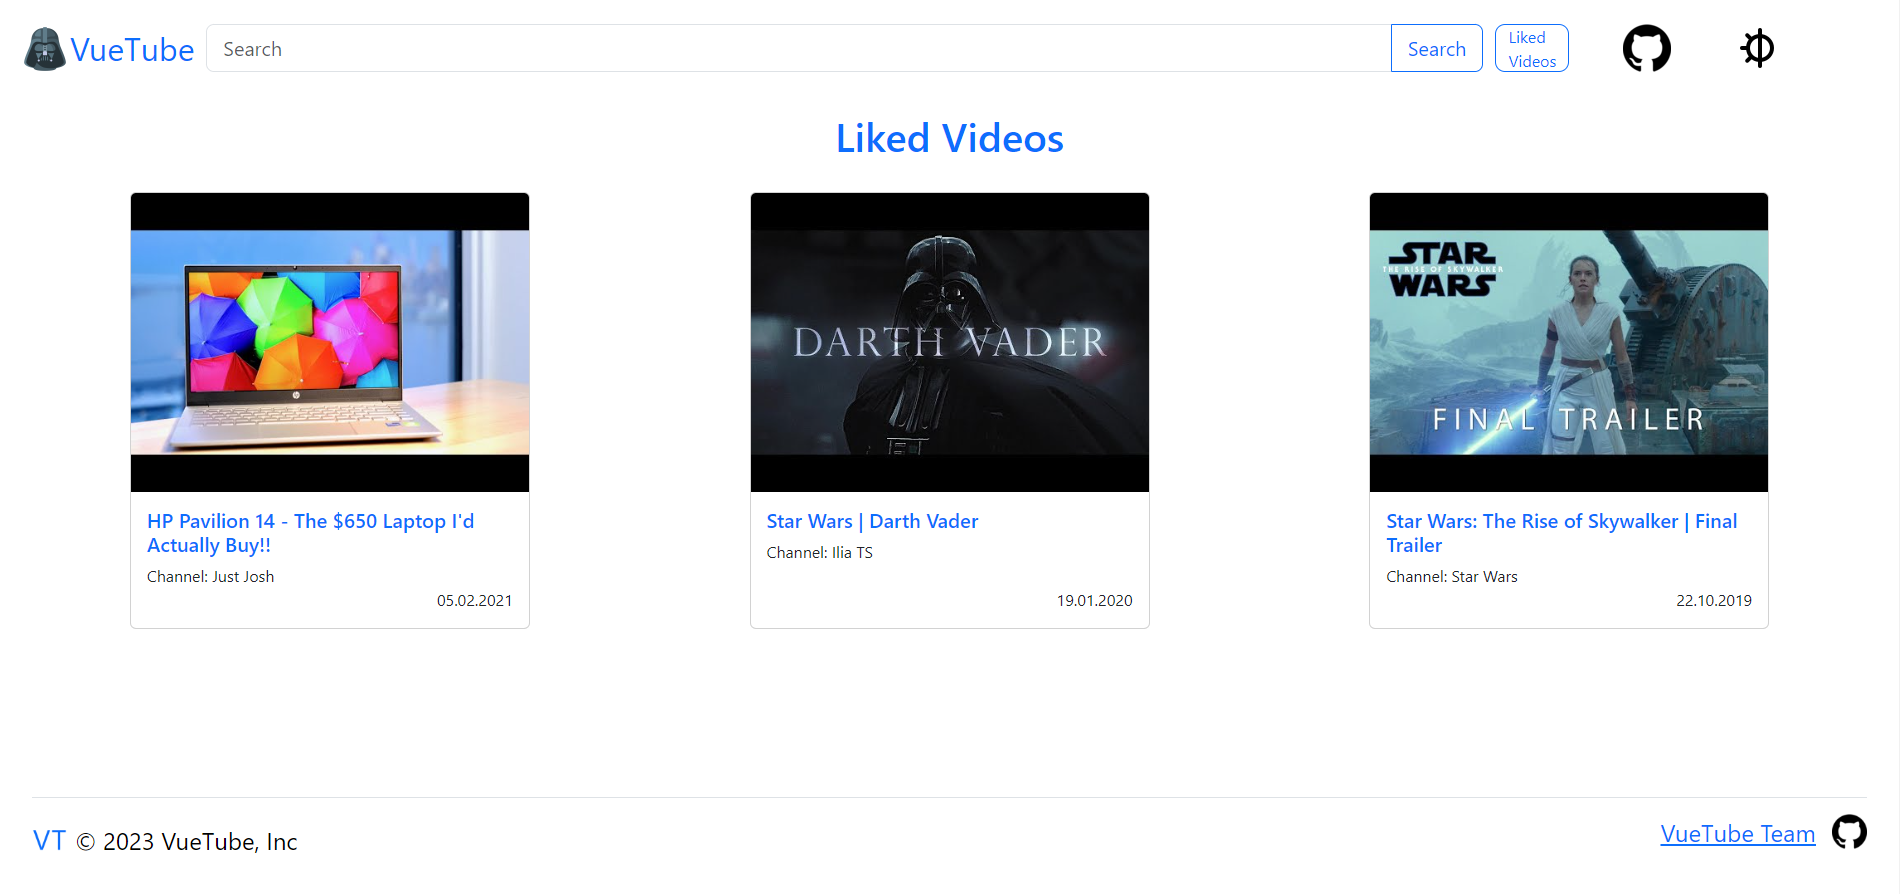 VueTube
Search
Search
Liked
Videos
Liked Videos
DARTH VADER
STAR
THE RISE OF SKYWALKER
WARS
FINAL TRAILER
HP Pavilion 14 - The $650 Laptop I'd
Actually Buy!!
Channel: Just Josh
05.02.2021
Star Wars | Darth Vader
Channel: Ilia TS
19.01.2020
Star Wars: The Rise of Skywalker | Final
Trailer
Channel: Star Wars
22.10.2019
VT © 2023 VueTube, Inc
VueTube Team